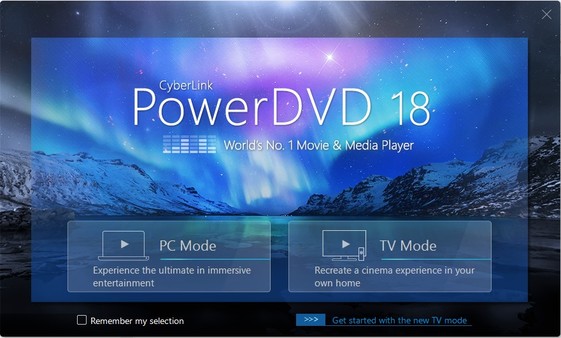 CyberLink
PowerDVD 18
World's No. 1 Movie & Media Player
PC Mode
Experience the ultimate in immersive
entertainment
TV Mode
Recreate a cinema experience in your
own home
Remember my selection
>>> Get started with the new TV mode